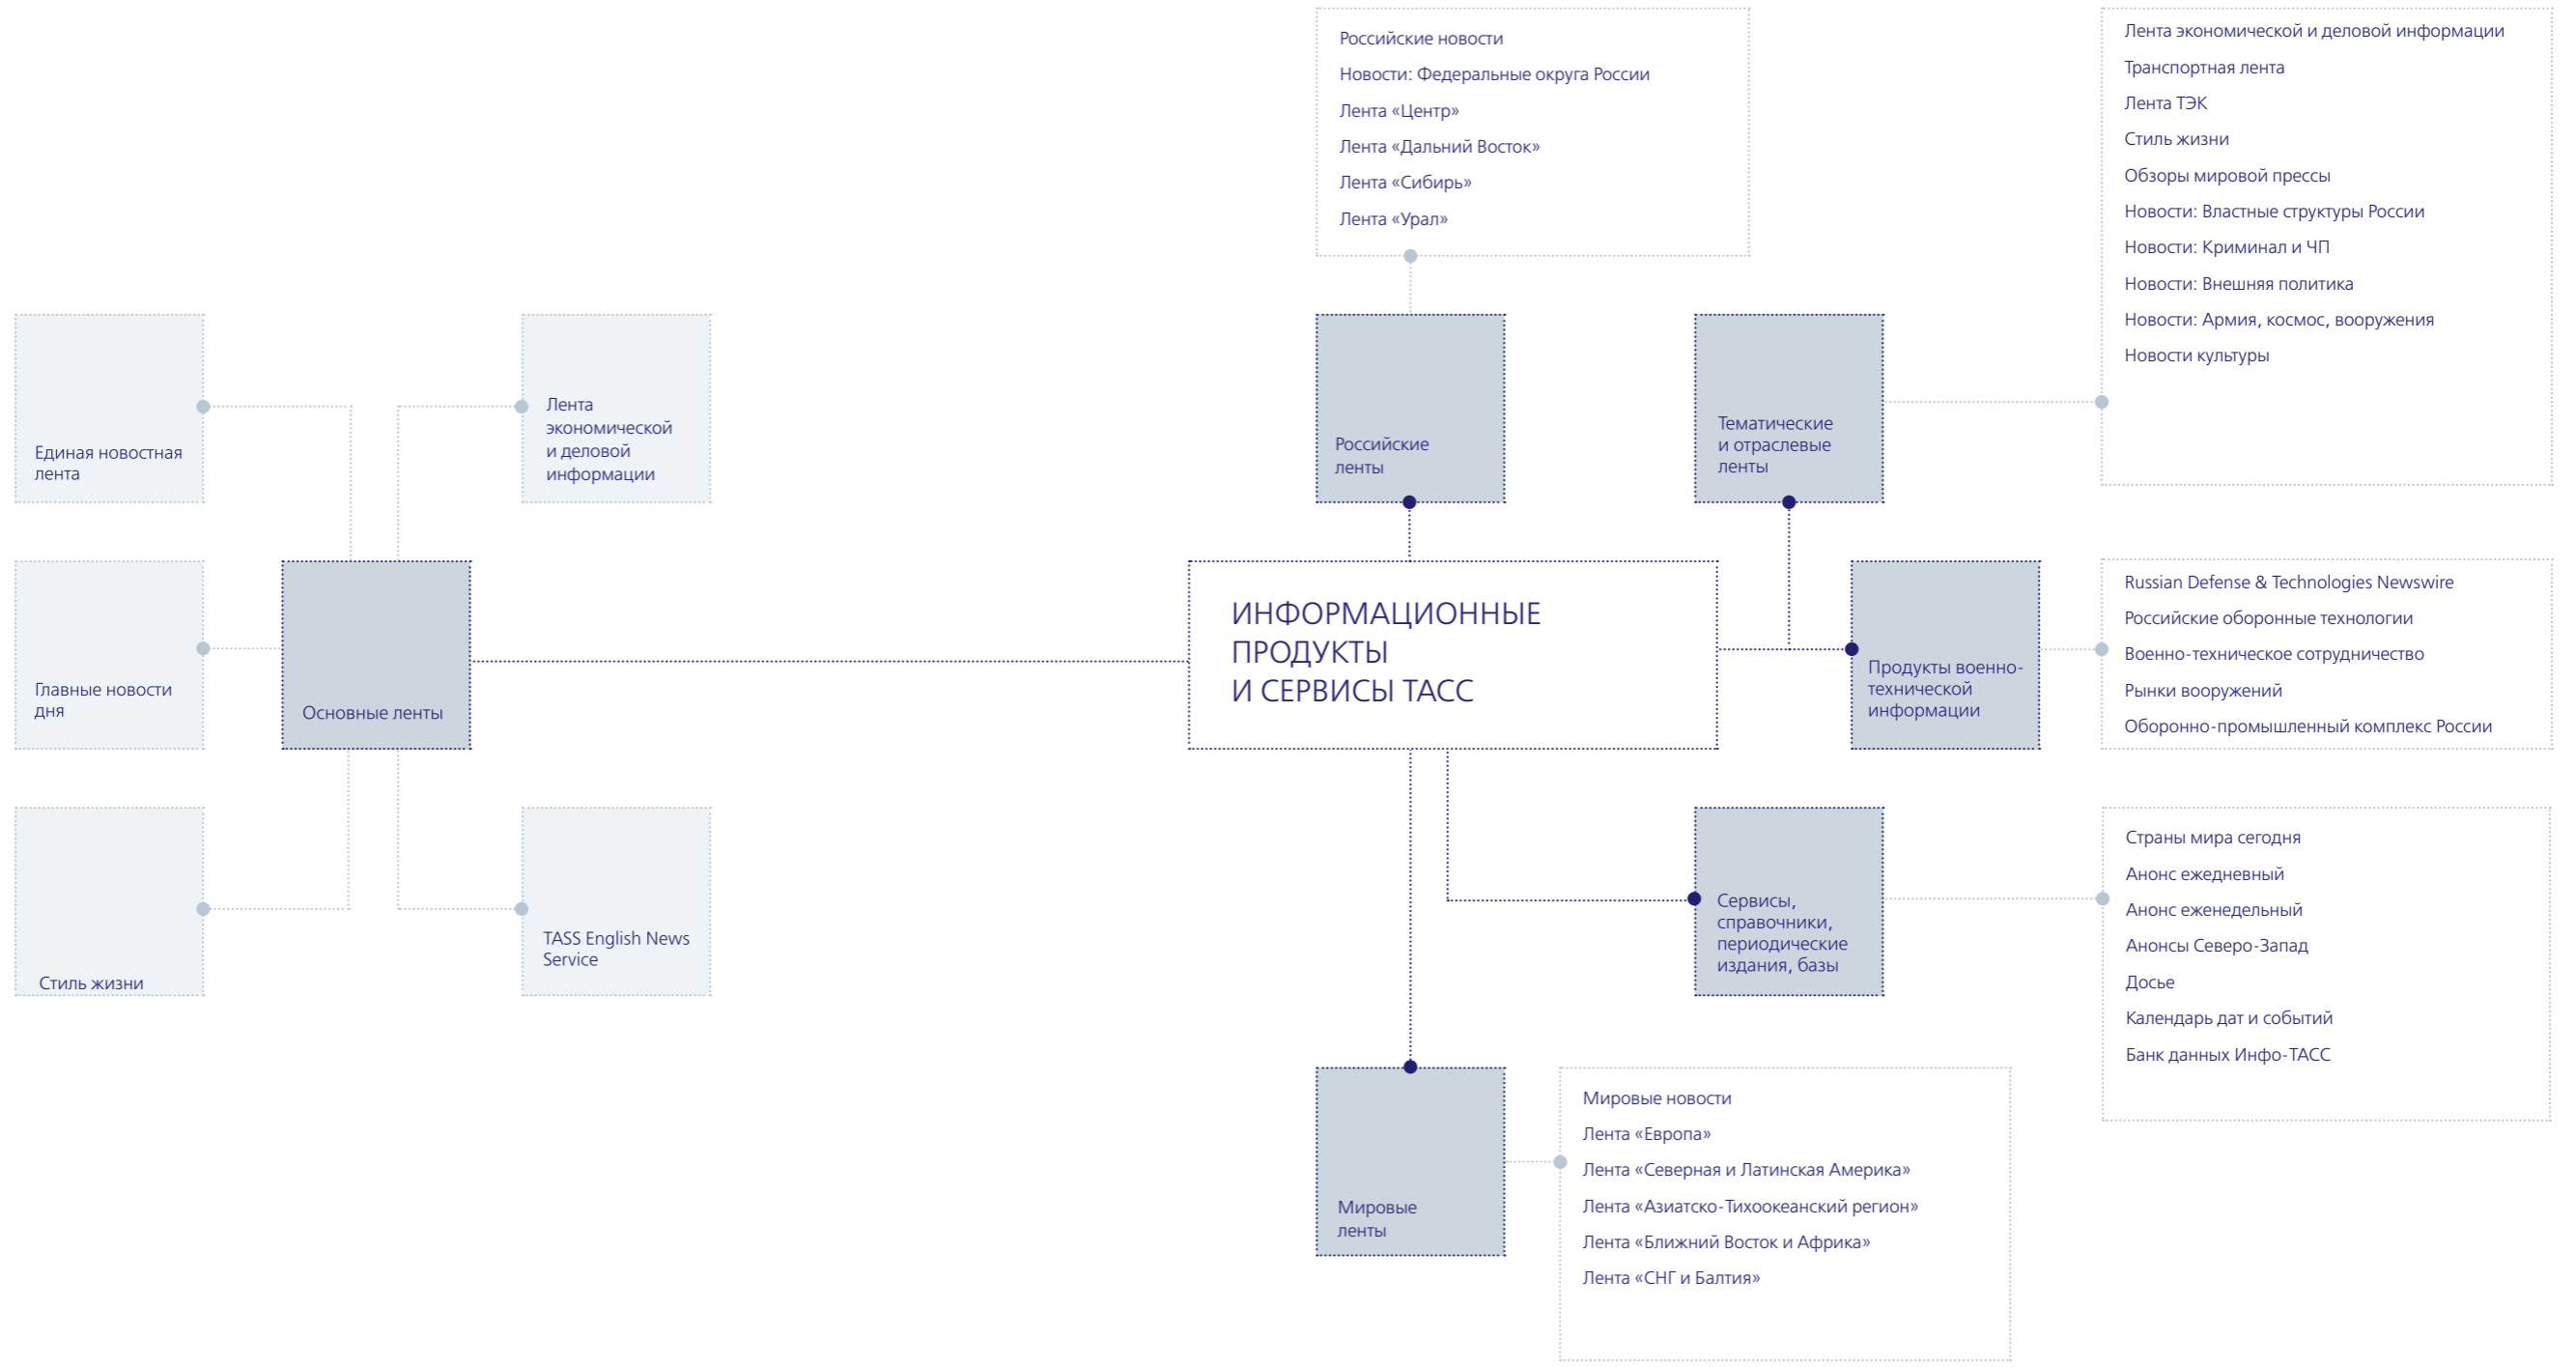 Российские новости
Новости: Федеральные округа России
Лента «Центр»
Лента «Дальний Восток»
Лента «Сибирь»
Лента «Урал»
Лента экономической и деловой информации
Транспортная лента
Лента ТЭК
Стиль жизни
Обзоры мировой прессы
Новости: Властные структуры России
Новости: Криминал и ЧП
Новости: Внешняя политика
Новости: Армия, космос, вооружения
Новости культуры
Единая новостная
лента
Лента
экономической
и деловой
информации
Российские
ленты
Тематические
и отраслевые
ленты
Главные новости
дня
Основные ленты
ИНФОРМАЦИОННЫЕ
ПРОДУКТЫ
И СЕРВИСЫ ТАСС
Продукты военно-
технической
информации
Russian Defense & Technologies Newswire
Российские оборонные технологии
Военно-техническое сотрудничество
Рынки вооружений
Оборонно-промышленный комплекс России
Стиль жизни
TASS English News
Service
Сервисы,
справочники,
периодические
издания, базы
Страны мира сегодня
Анонс ежедневный
Анонс еженедельный
Анонсы Северо-Запад
Досье
Календарь дат и событий
Банк данных Инфо-ТАСС
Мировые
ленты
Мировые новости
Лента «Европа»
Лента «Северная и Латинская Америка»
Лента «Азиатско-Тихоокеанский регион»
Лента «Ближний Восток и Африка»
Лента «СНГ и Балтия»